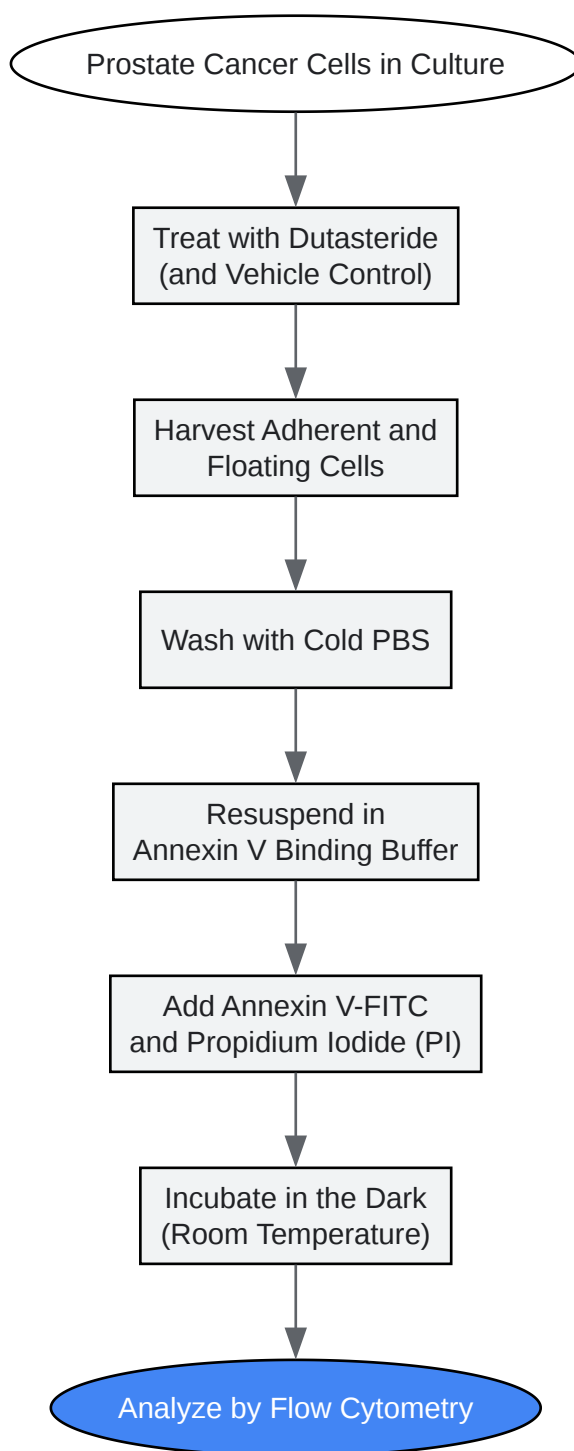 Prostate Cancer Cells in Culture
Treat with Dutasteride
(and Vehicle Control)
Harvest Adherent and
Floating Cells
Wash with Cold PBS
Resuspend in
Annexin V Binding Buffer
Add Annexin V-FITC
and Propidium Iodide (PI)
Incubate in the Dark
(Room Temperature)
Analyze by Flow Cytometry